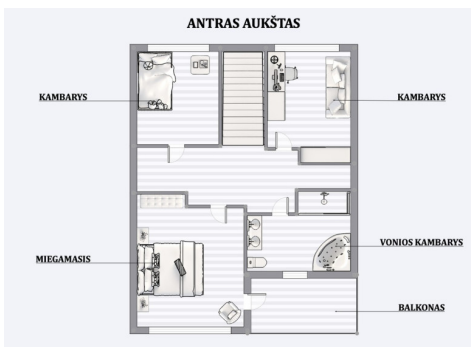 ANTRAS AUKŠTAS
KAMBARYS
KAMBARYS
VONIOS KAMBARYS
MIEGAMASIS
BALKONAS